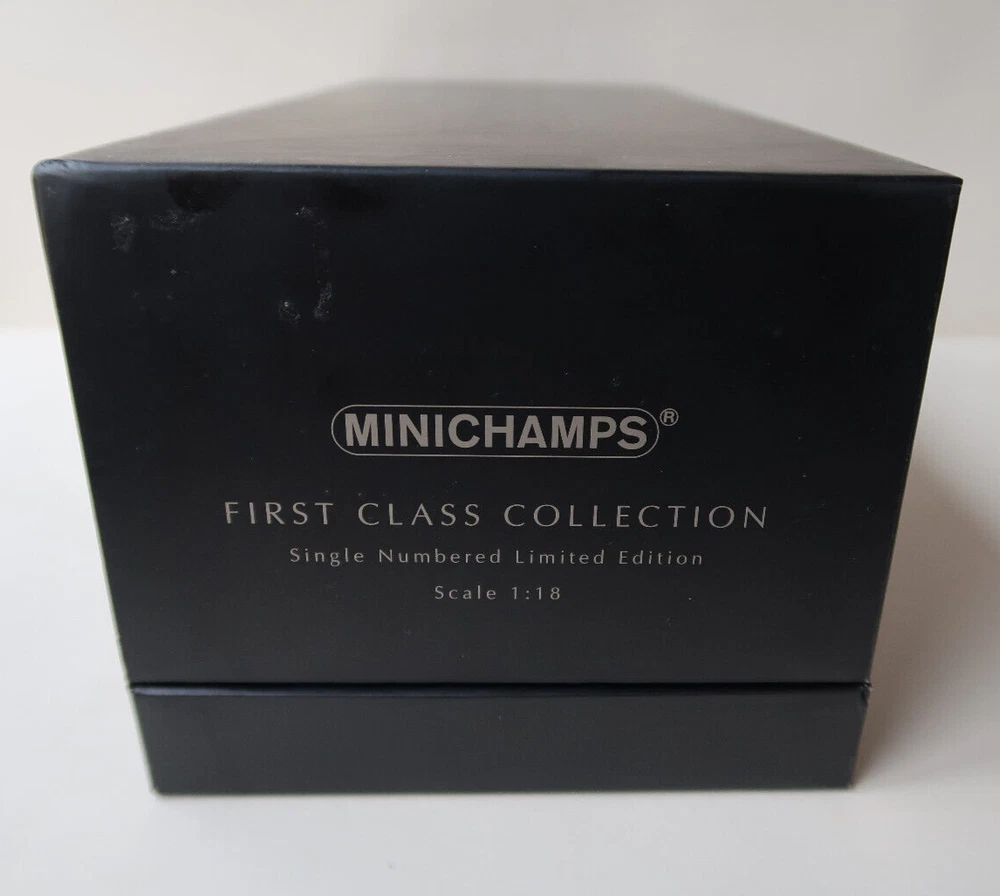 MINICHAMPS®
FIRST CLASS COLLECTION
Single Numbered Limited Edition
Scale 1:18